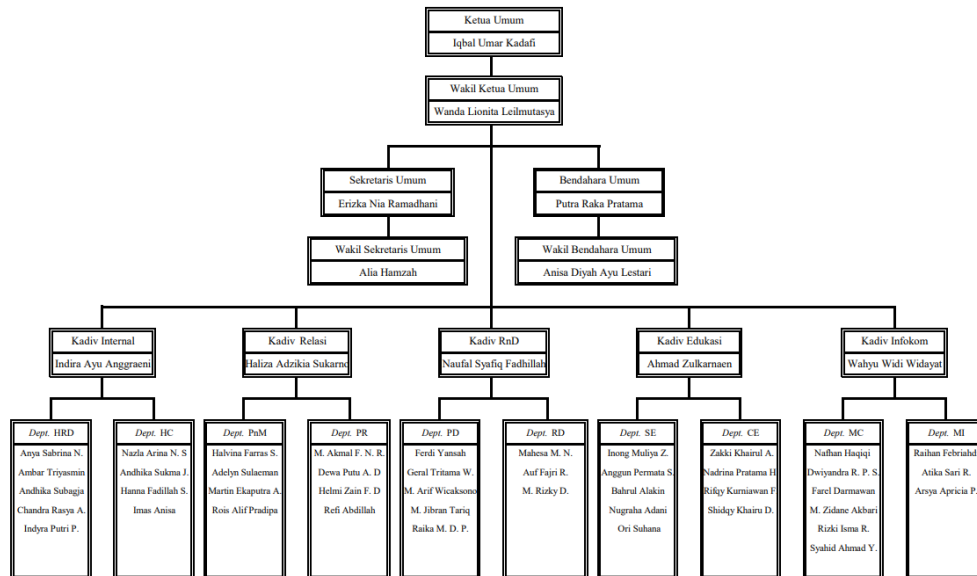 Ketua Umum
Iqbal Umar Kadafi
Wakil Ketua Umum
Wanda Lionita Leilmutasya
Sekretaris Umum
Erizka Nia Ramadhani
Bendahara Umum
Putra Raka Pratama
Wakil Sekretaris Umum
Alia Hamzah
Wakil Bendahara Umum
Anisa Diyah Ayu Lestari
Kadiv Internal
Indira Ayu Anggraeni
Kadiv Relasi
Haliza Adzikia Sukarno
Kadiv RnD
Naufal Syafiq Fadhillah
Kadiv Edukasi
Ahmad Zulkarnaen
Kadiv Infokom
Wahyu Widi Widayat
Dept. HRD
Anya Sabrina N.
Ambar Triyasmin
Andhika Subagja
Chandra Rasya A.
Indyra Putri P.
Dept. HC
Nazla Arina N. S
Andhika Sukma J.
Hanna Fadillah S.
Imas Anisa
Dept. PnM
Halvina Farras S.
Adelyn Sulaeman
Martin Ekaputra A.
Rois Alif Pradipa
Dept. PR
M. Akmal F. N. R.
Dewa Putu A. D
Helmi Zain F. D
Refi Abdillah
Dept. PD
Ferdi Yansah
Geral Tritama W.
M. Arif Wicaksono
M. Jibran Tariq
Raika M. D. P.
Dept. RD
Mahesa M. N.
Auf Fajri R.
M. Rizky D.
Dept. SE
Inong Muliya Z.
Anggun Permata S.
Bahrul Alakin
Nugraha Adani
Ori Suhana
Dept. CE
Zakki Khairul A.
Nadrina Pratama H
Rifqy Kurniawan F
Shidqy Khairu D.
Dept. MC
Nafhan Haqiqi
Dwiyandra R. P. S.
Farel Darmawan
M. Zidane Akbari
Rizki Isma R.
Syahid Ahmad Y.
Dept. MI
Raihan Febriahd
Atika Sari R.
Arsya Apricia P.